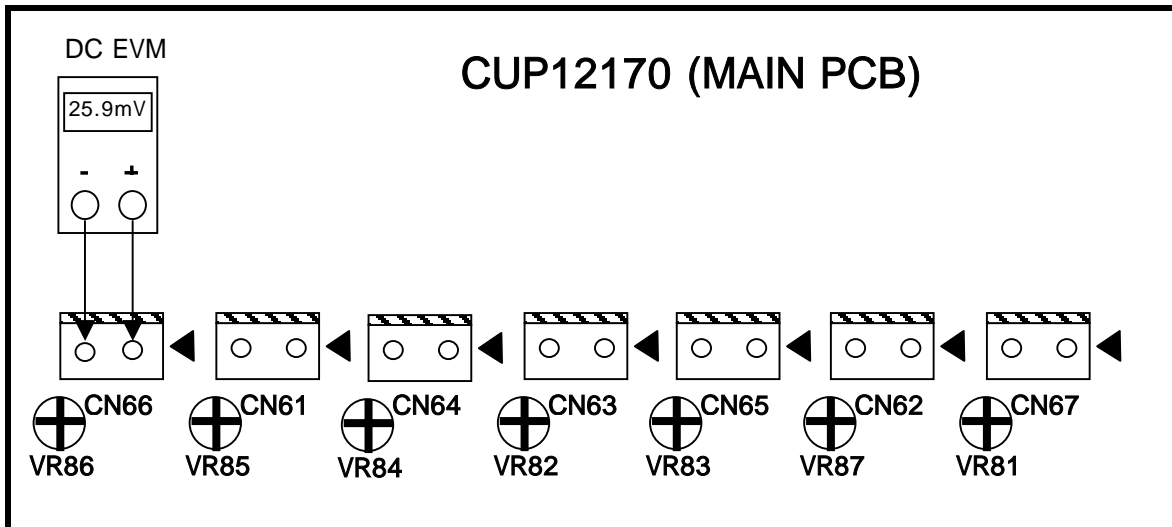 DC EVM
CUP12170 (MAIN PCB)
25.9mV
- +
CN66 CN61 CN64 CN63 CN65 CN62 CN67
VR86 VR85 VR84 VR82 VR83 VR87 VR81